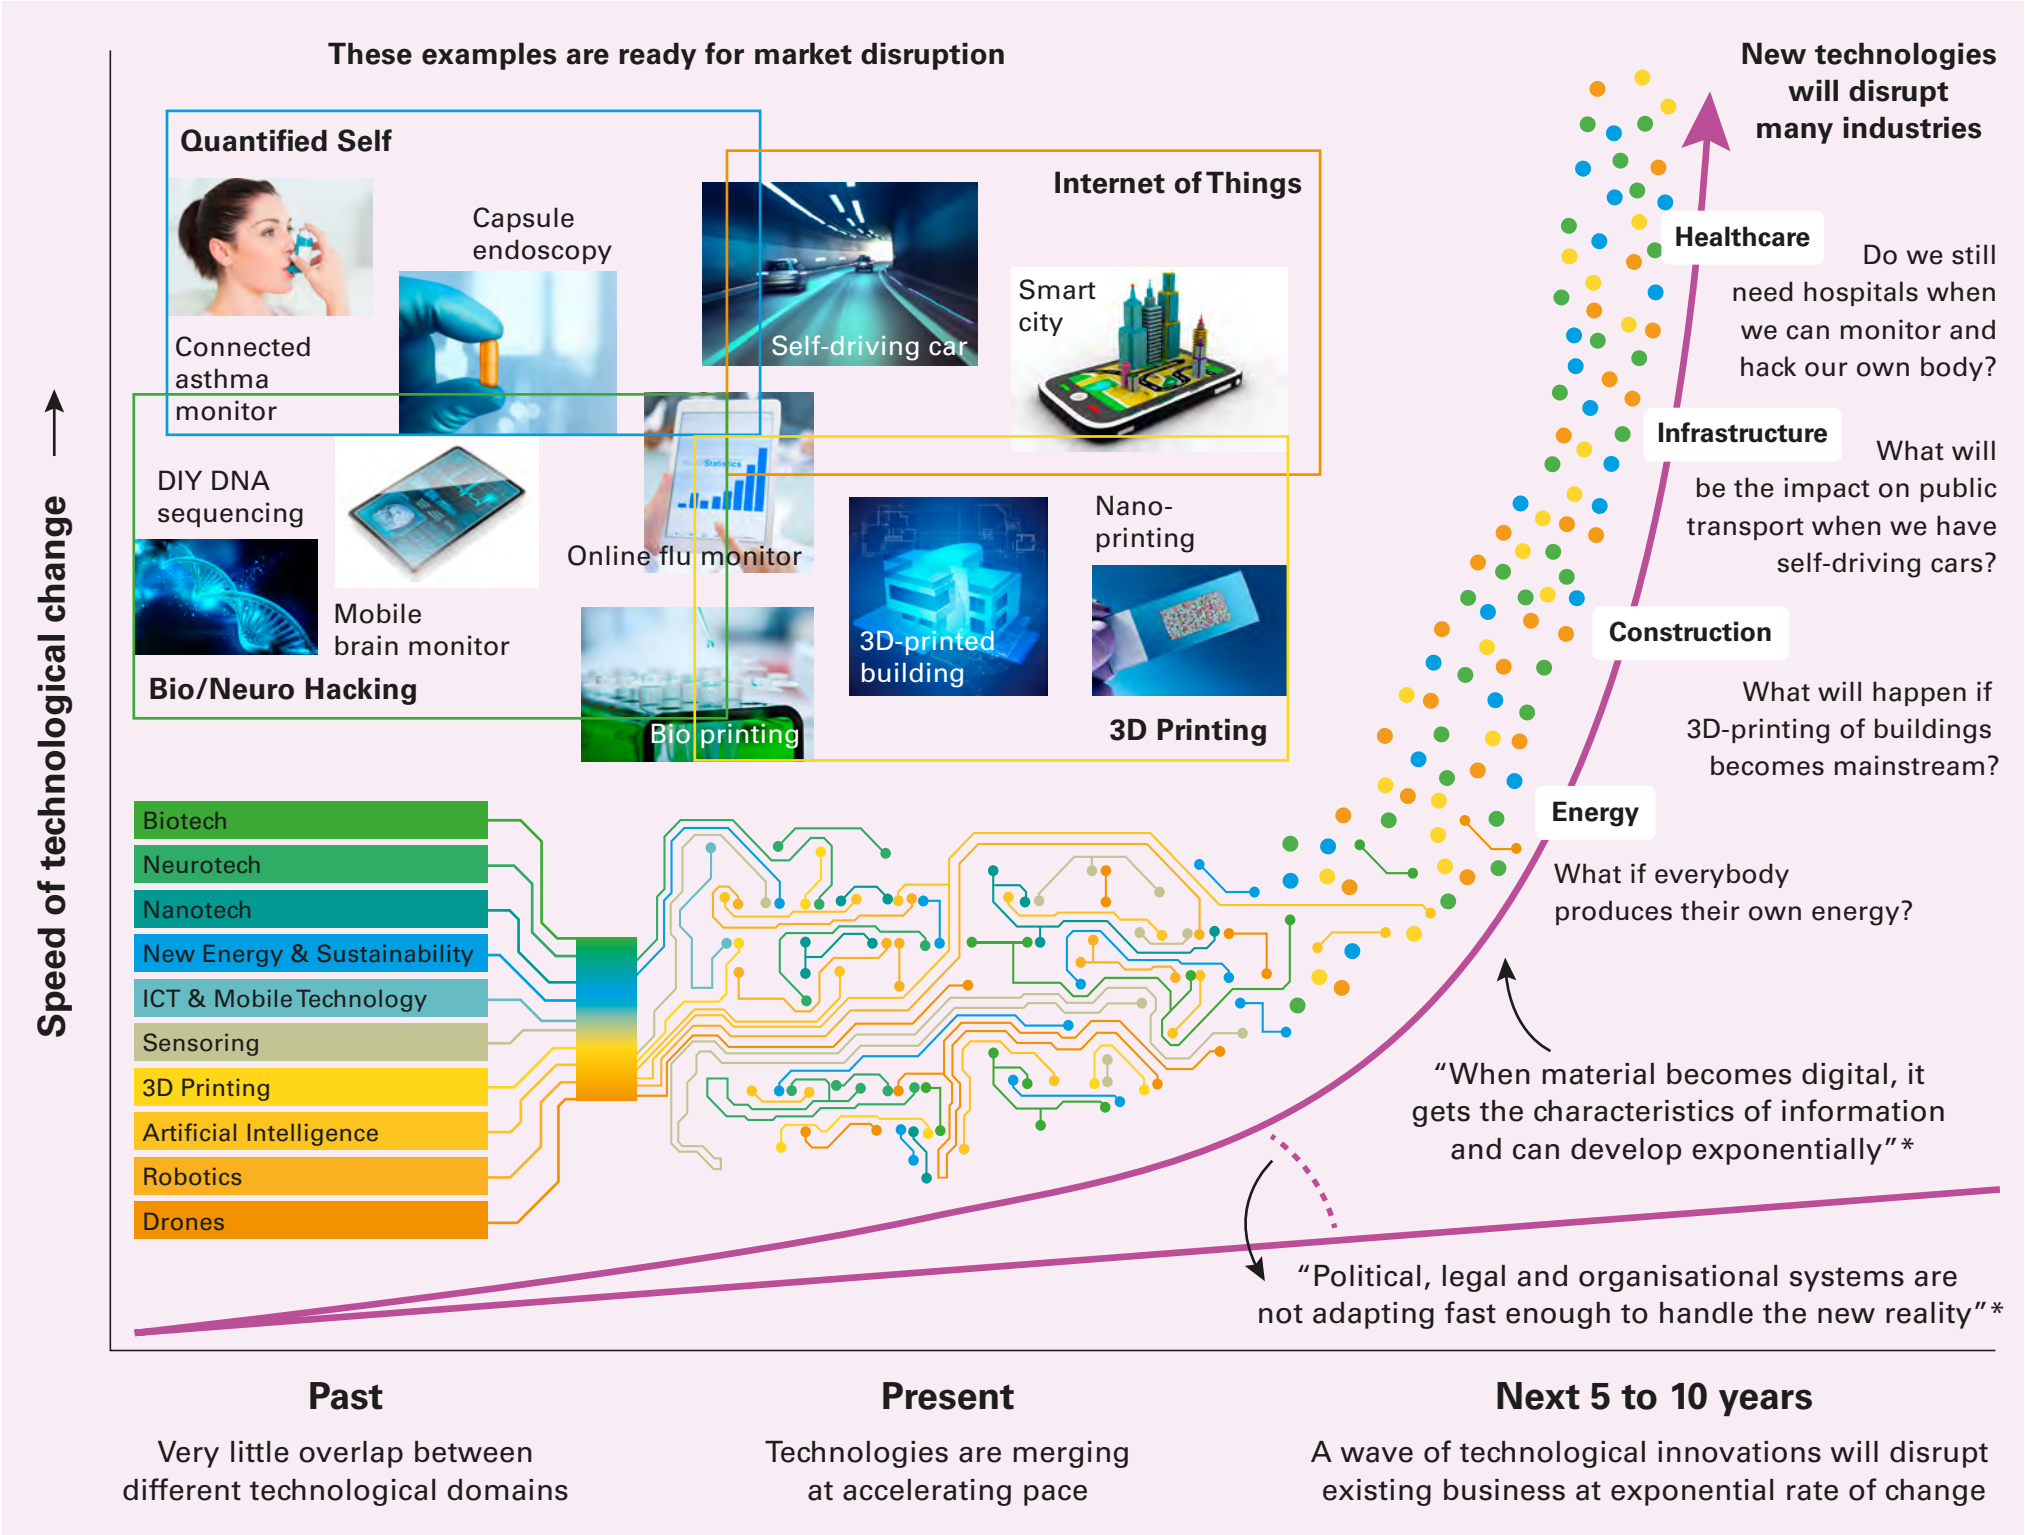 These examples are ready for market disruption
New technologies
will disrupt
many industries
Quantified Self
Internet of Things
Capsule
endoscopy
Connected
asthma
monitor
Self-driving car
Smart
city
DIY DNA
sequencing
Mobile
brain monitor
Bio/Neuro Hacking
Statistics
Online flu monitor
Bio printing
3D-printed
building
Nano-
printing
3D Printing
Healthcare
Do we still
need hospitals when
we can monitor and
hack our own body?
Infrastructure
What will
be the impact on public
transport when we have
self-driving cars?
Construction
What will happen if
3D-printing of buildings
becomes mainstream?
Energy
What if everybody
produces their own energy?
Speed of technological change
Biotech
Neurotech
Nanotech
New Energy & Sustainability
ICT & Mobile Technology
Sensoring
3D Printing
Artificial Intelligence
Robotics
Drones
“When material becomes digital, it
gets the characteristics of information
and can develop exponentially”*
“Political, legal and organisational systems are
not adapting fast enough to handle the new reality”*
Past
Very little overlap between
different technological domains
Present
Technologies are merging
at accelerating pace
Next 5 to 10 years
A wave of technological innovations will disrupt
existing business at exponential rate of change